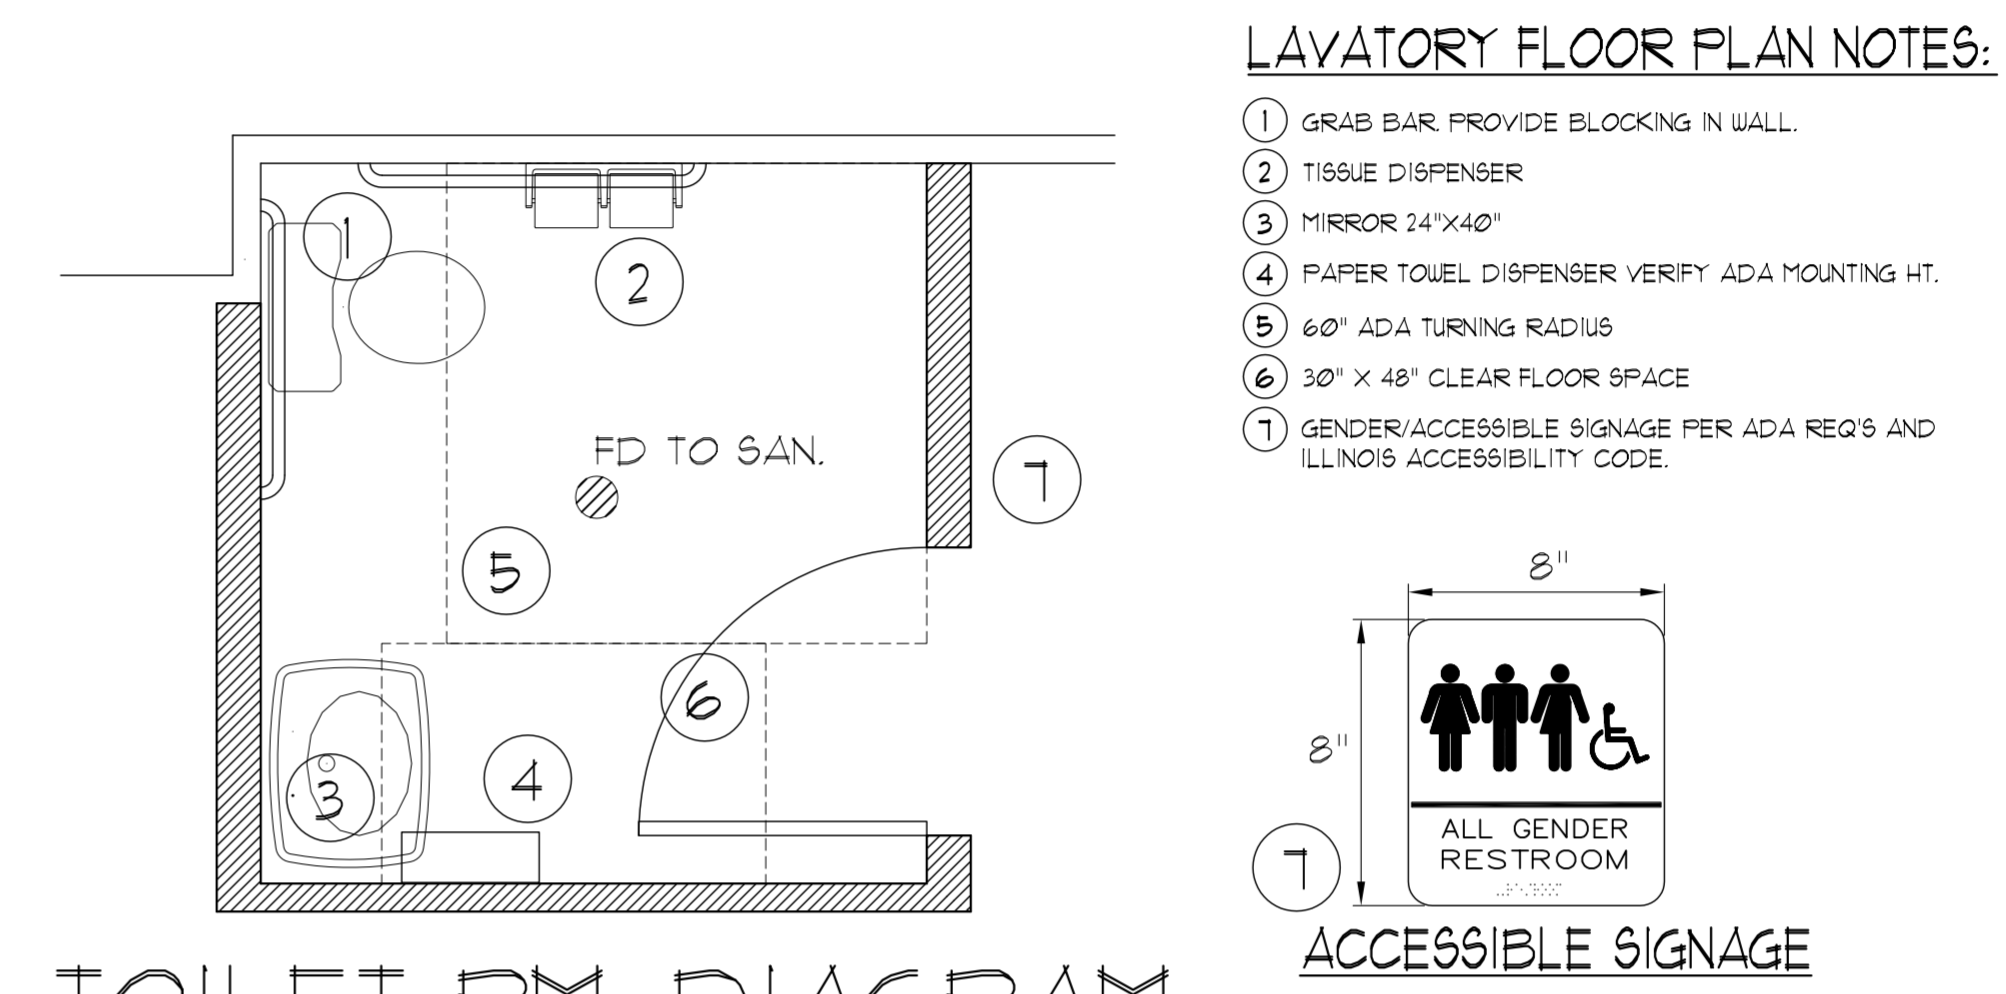 LAVATORY FLOOR PLAN NOTES:
1 GRAB BAR. PROVIDE BLOCKING IN WALL.
2 TISSUE DISPENSER
3 MIRROR 24"X40"
4 PAPER TOWEL DISPENSER VERIFY ADA MOUNTING HT.
5 60" ADA TURNING RADIUS
6 30" X 48" CLEAR FLOOR SPACE
7 GENDER/ACCESSIBLE SIGNAGE PER ADA REQ'S AND
ILLINOIS ACCESSIBILITY CODE.
1
2
FD TO SAN.
7
5
6
4
3
8"
8"
7
ALL GENDER
RESTROOM
ACCESSIBLE SIGNAGE
TOILET RM DIAGRAM